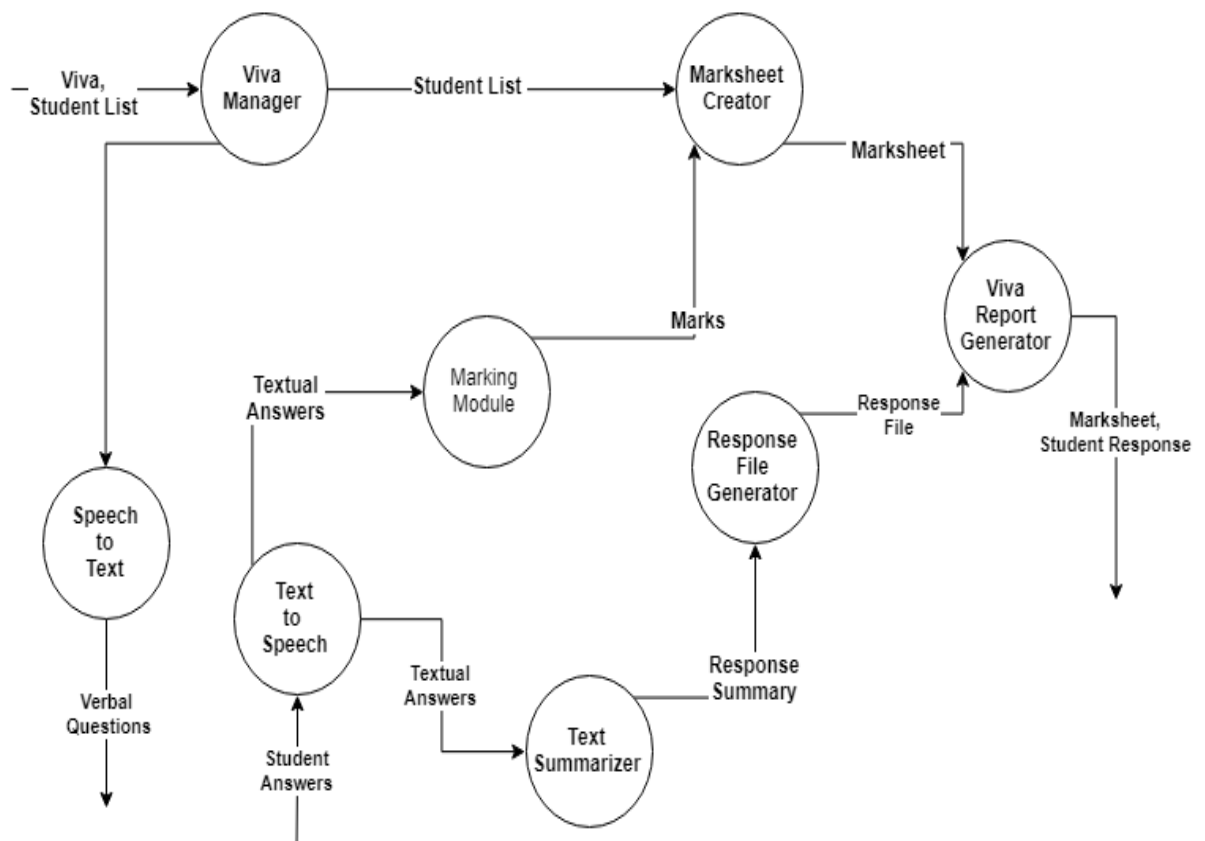 Viva,
Student List
Viva
Manager
Student List
Marksheet
Creator
Marksheet
Viva
Report
Generator
Marks
Textual
Answers
Marking
Module
Response
File
Response
File
Generator
Marksheet,
Student Response
Speech
to
Text
Text
to
Speech
Textual
Answers
Response
Summary
Verbal
Questions
Student
Answers
Text
Summarizer